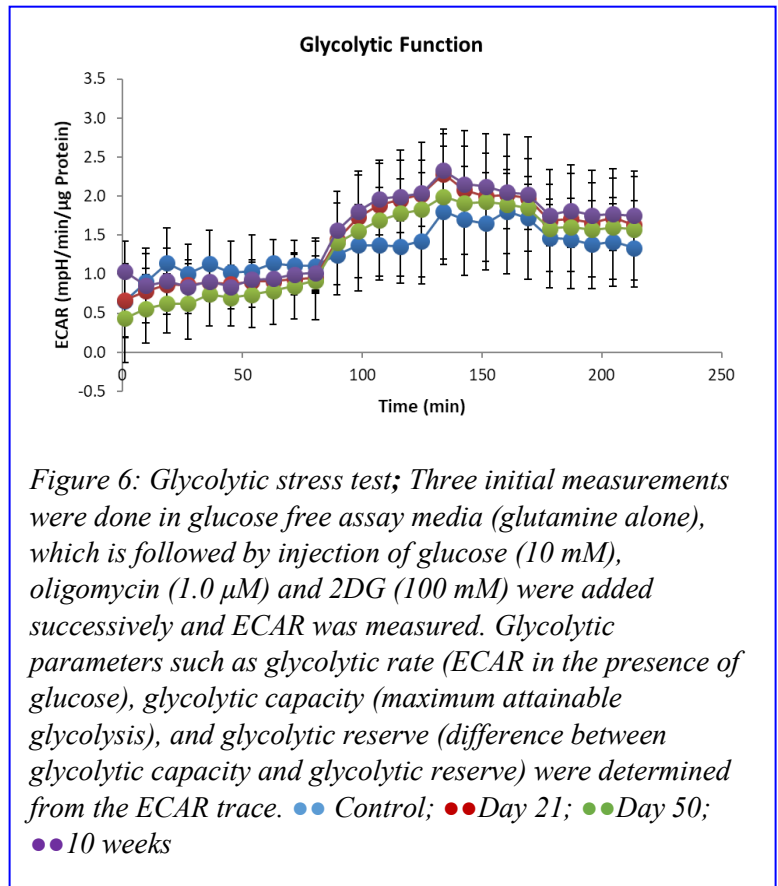 Glycolytic Function
3.5
3.0
2.5
2.0
1.5
1.0
0.5
0.0
-0.5
ECAR (mpH/min/µg Protein)
0
50
100
150
200
250
Time (min)
Figure 6: Glycolytic stress test; Three initial measurements
were done in glucose free assay media (glutamine alone),
which is followed by injection of glucose (10 mM),
oligomycin (1.0 µM) and 2DG (100 mM) were added
successively and ECAR was measured. Glycolytic
parameters such as glycolytic rate (ECAR in the presence of
glucose), glycolytic capacity (maximum attainable
glycolysis), and glycolytic reserve (difference between
glycolytic capacity and glycolytic reserve) were determined
from the ECAR trace. ●● Control; ●●Day 21; ●●Day 50;
●●10 weeks